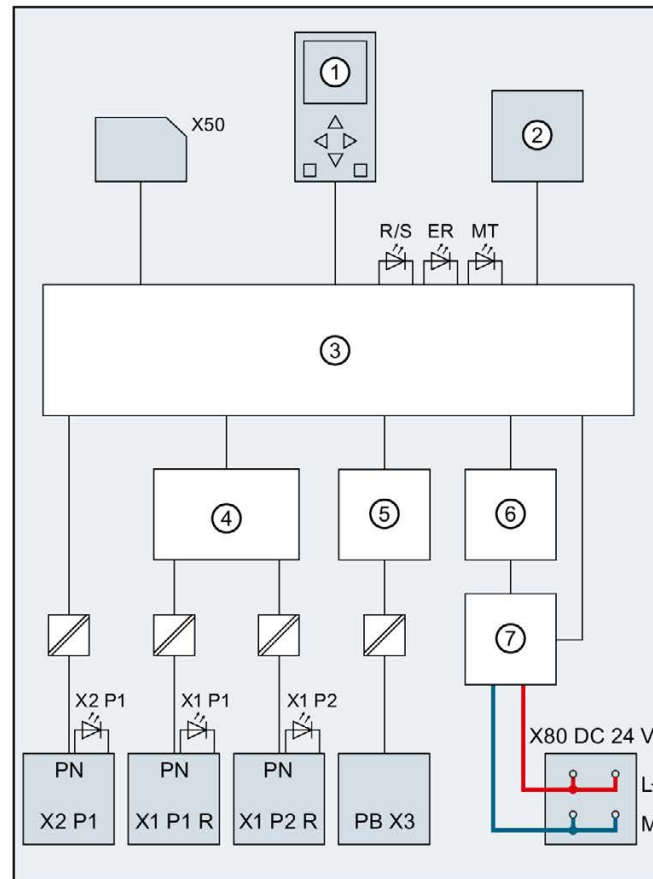 ①
X50
②
R/S ER MT
③
④
⑤
⑥
⑦
X2 P1
X1 P1
X1 P2
X80 DC 24 V
PN
PN
PN
L+
X2 P1
X1 P1 R
X1 P2 R
PB X3
M